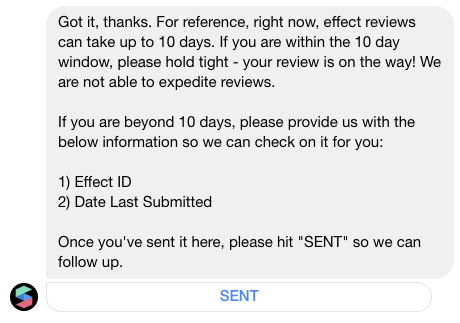 Got it, thanks. For reference, right now, effect reviews
can take up to 10 days. If you are within the 10 day
window, please hold tight - your review is on the way! We
are not able to expedite reviews.
If you are beyond 10 days, please provide us with the
below information so we can check on it for you:
1) Effect ID
2) Date Last Submitted
Once you've sent it here, please hit "SENT" so we can
follow up.
SENT